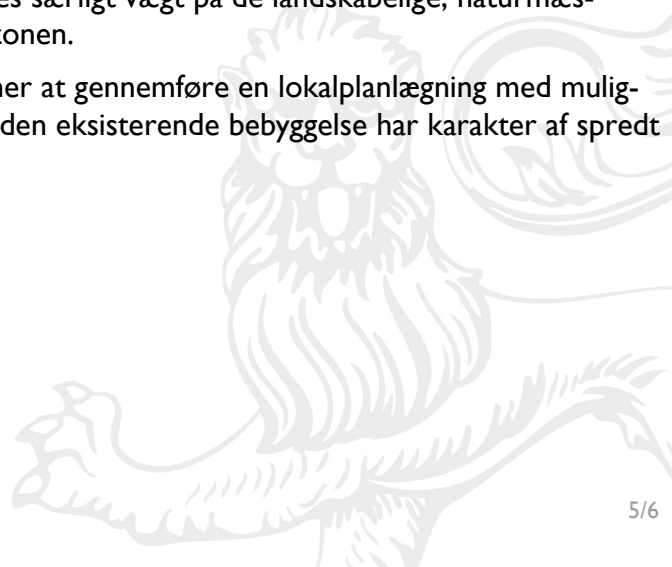 es særligt vægt på de landskabelige, naturmæs-
zonen.
ner at gennemføre en lokalplanlægning med mulig-
den eksisterende bebyggelse har karakter af spredt
5/6